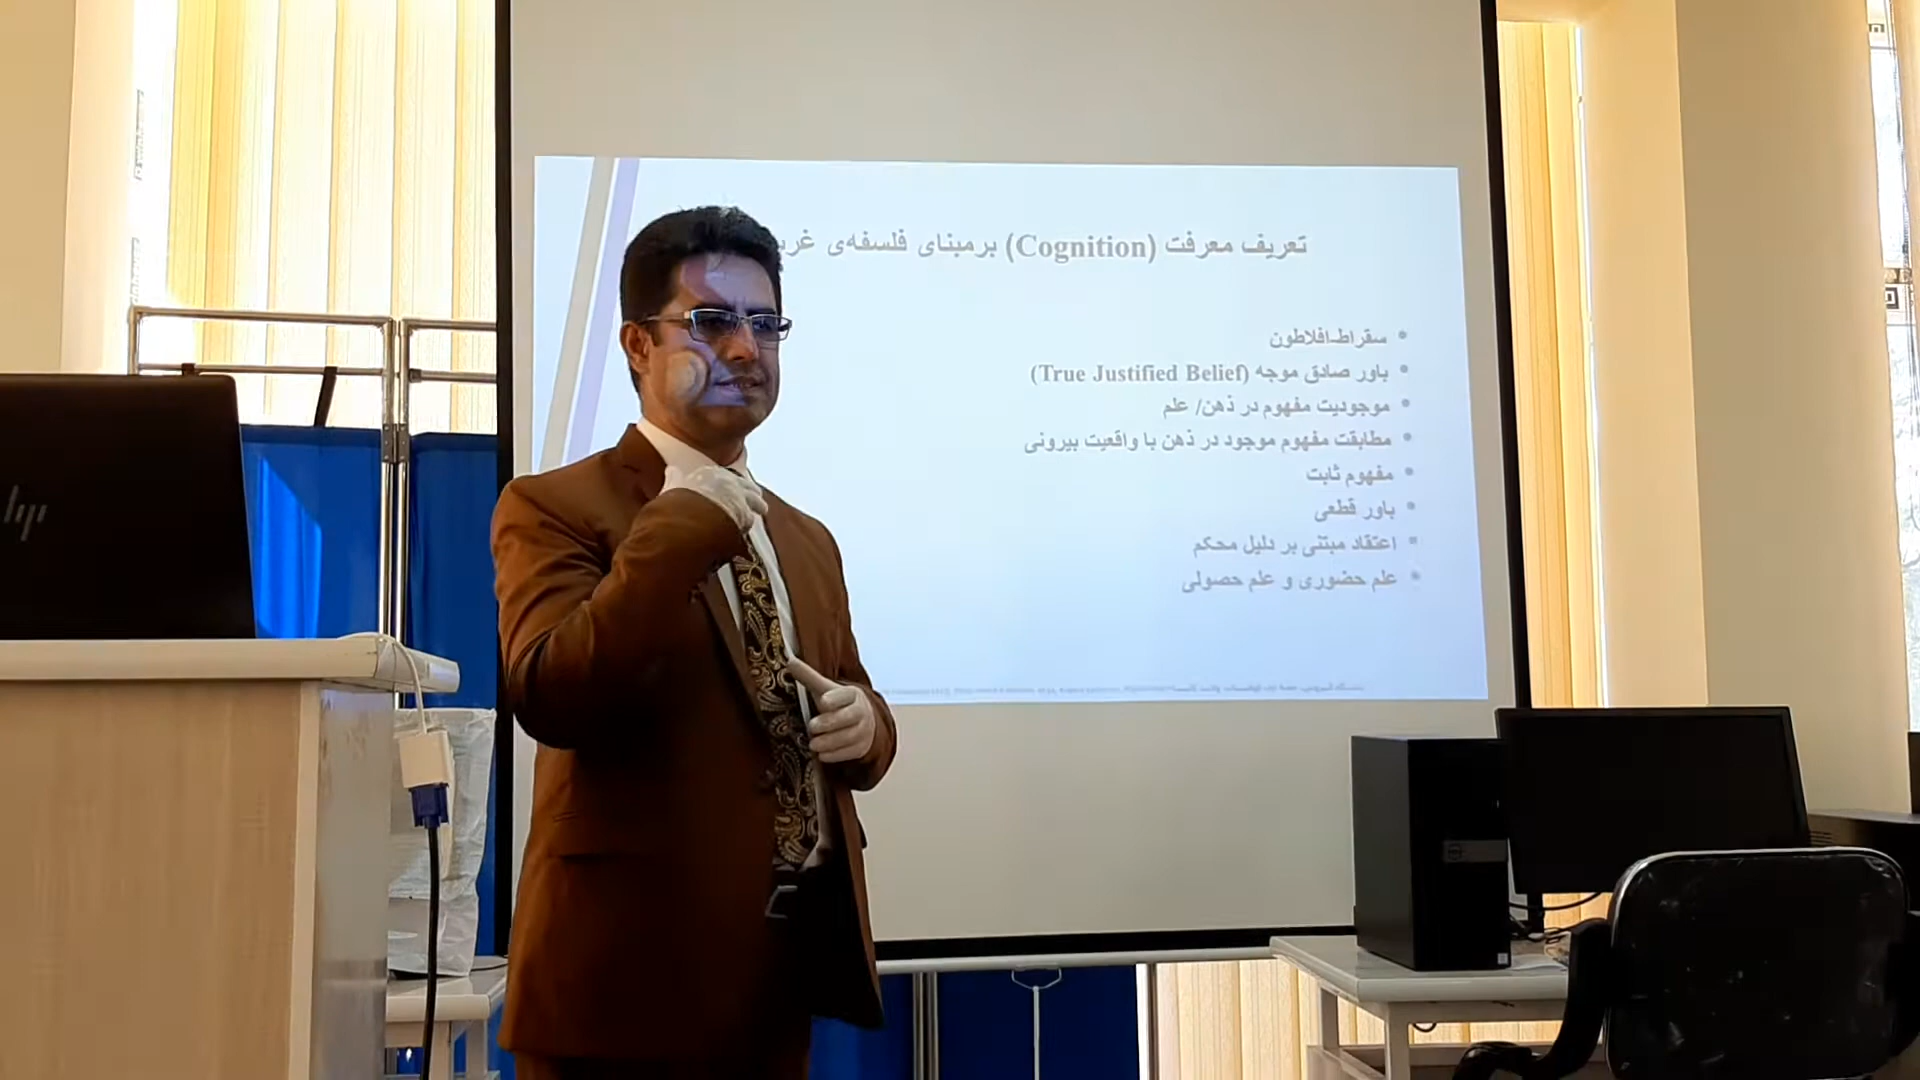 تعریف معرفت (Cognition) برمبنای فلسفه‌ی
سقراط-افلاطون
باور صادق موجه (True Justified Belief)
موجودیت مفهوم در ذهن/ علم
مطابقت مفهوم موجود در ذهن با واقعیت بیرونی
مفهوم ثابت
باور قطعی
اعتقاد مبتنی بر دلیل محکم
علم حضوری و علم حصولی
hp